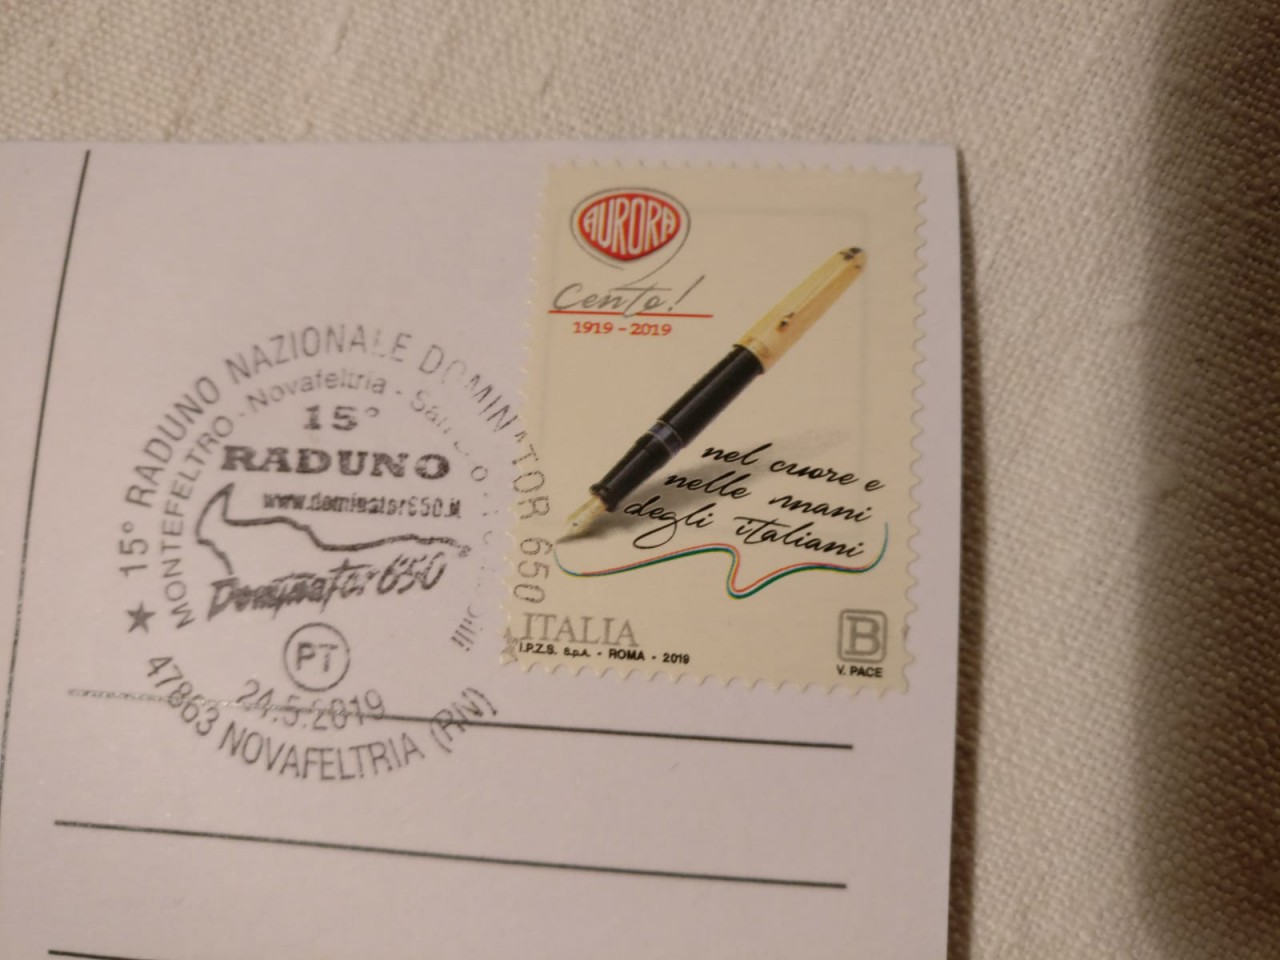 AURORA
Cento!
1919 - 2019
nel cuore e
nelle mani
degli italiani
ITALIA
I.P.Z.S. S.p.A. - ROMA - 2019
B
V. PACE
★ 15° RADUNO NAZIONALE DOMINATOR 650
MONTEFELTRO - Novafeltria - San
15°
RADUNO
www.dominator650.it
Dominator 650
PT
24.5.2019
47863 NOVAFELTRIA (RN)